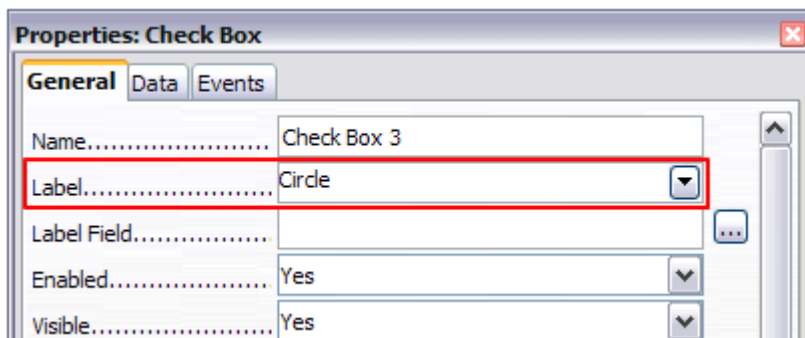 Properties: Check Box
General Data Events
Name...................... Check Box 3
Label....................... Circle
Label Field................. ...
Enabled.................... Yes
Visible...................... Yes